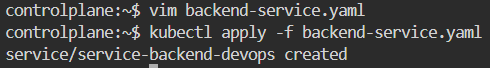 controlplane:~$ vim backend-service.yaml
controlplane:~$ kubectl apply -f backend-service.yaml
service/service-backend-devops created